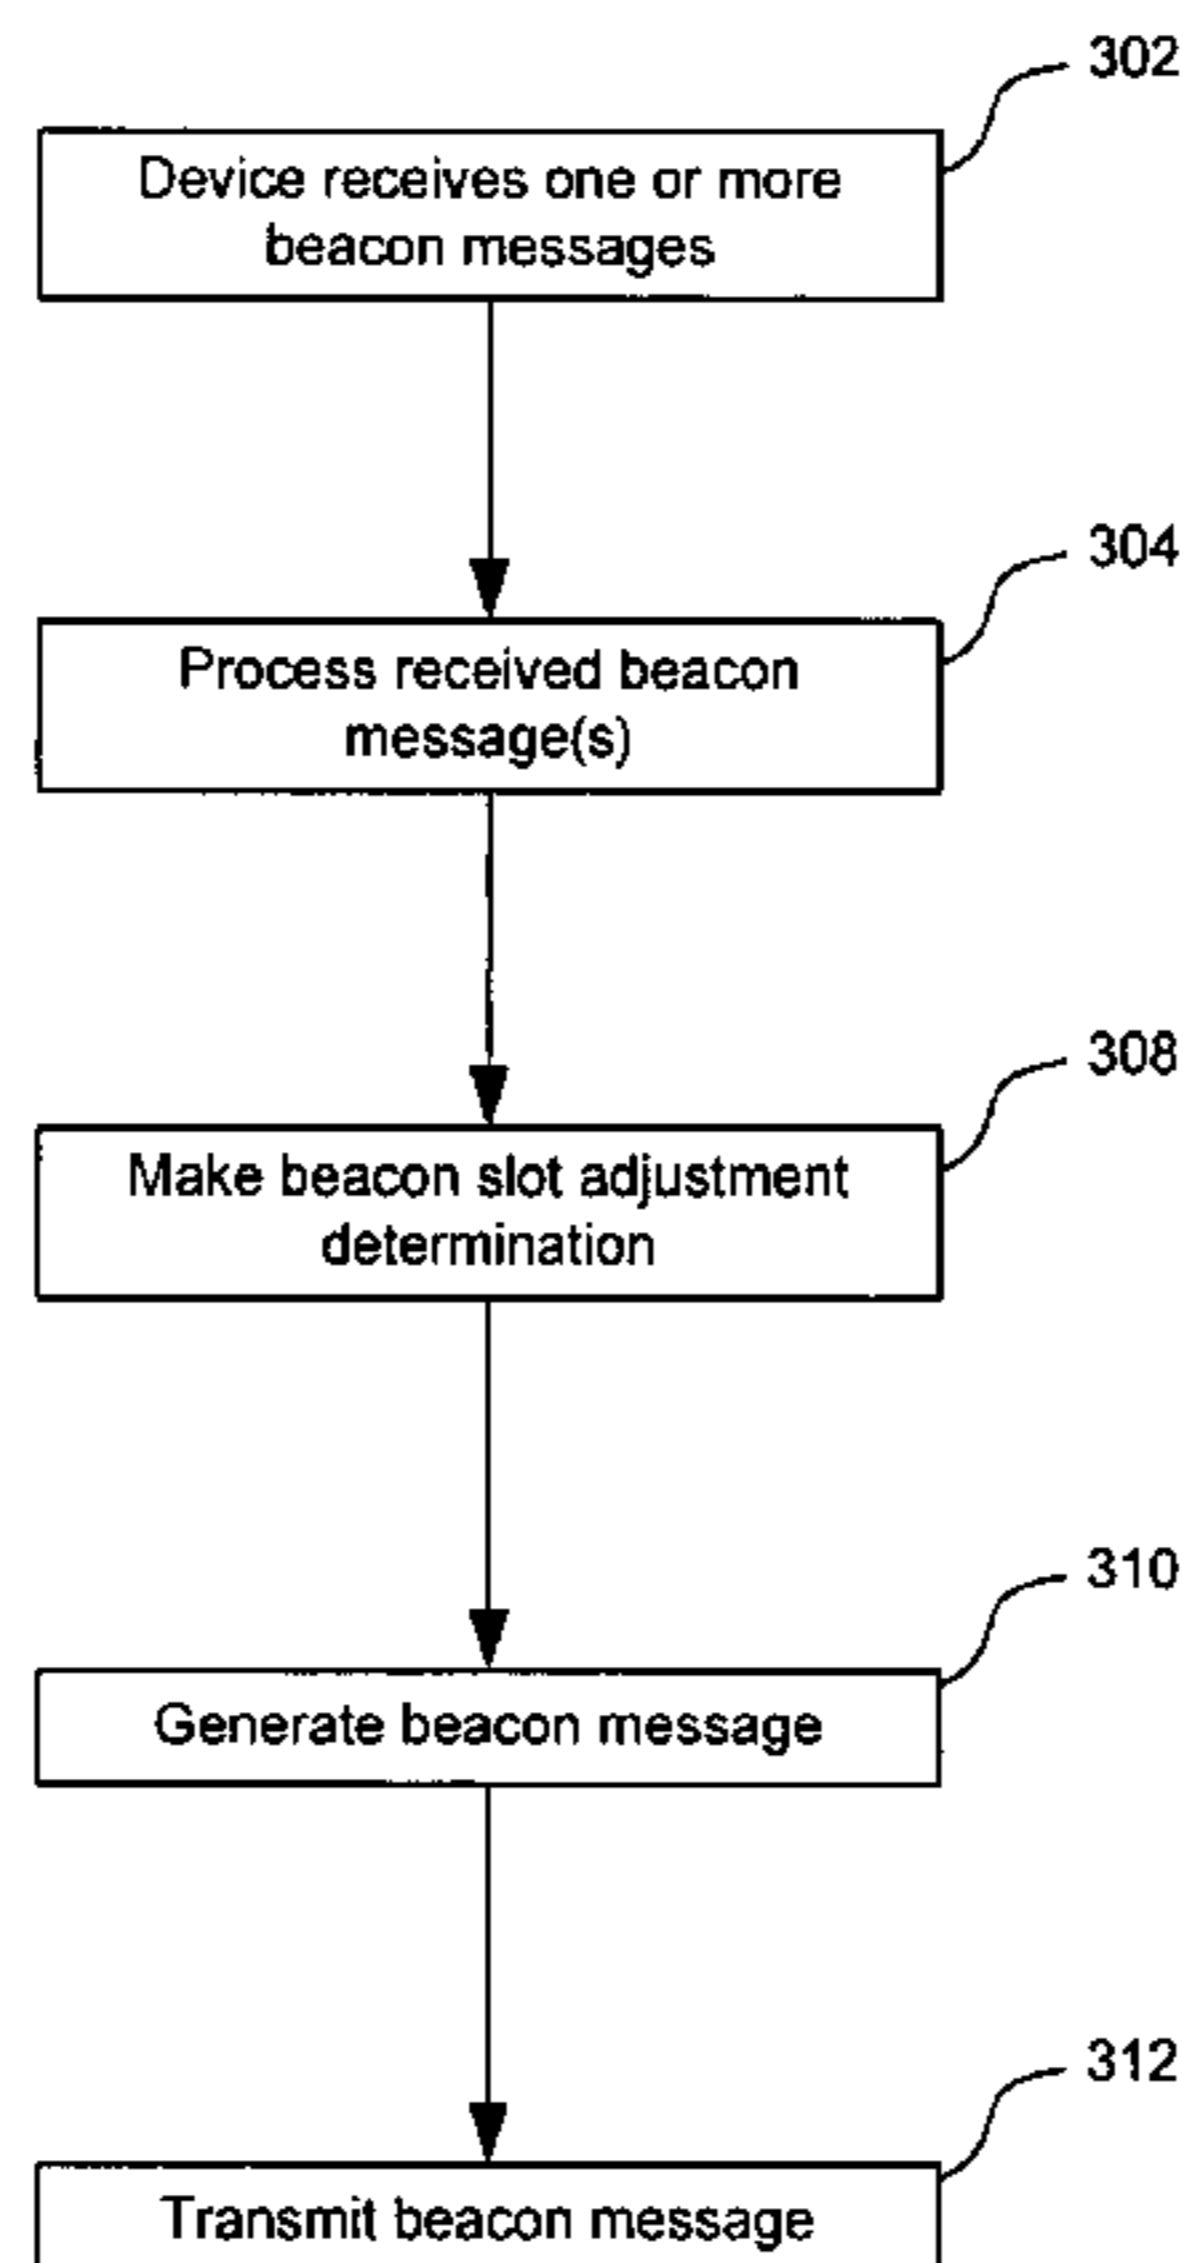 302
Device receives one or more
beacon messages
304
Process received beacon
message(s)
308
Make beacon slot adjustment
determination
310
Generate beacon message
312
Transmit beacon message